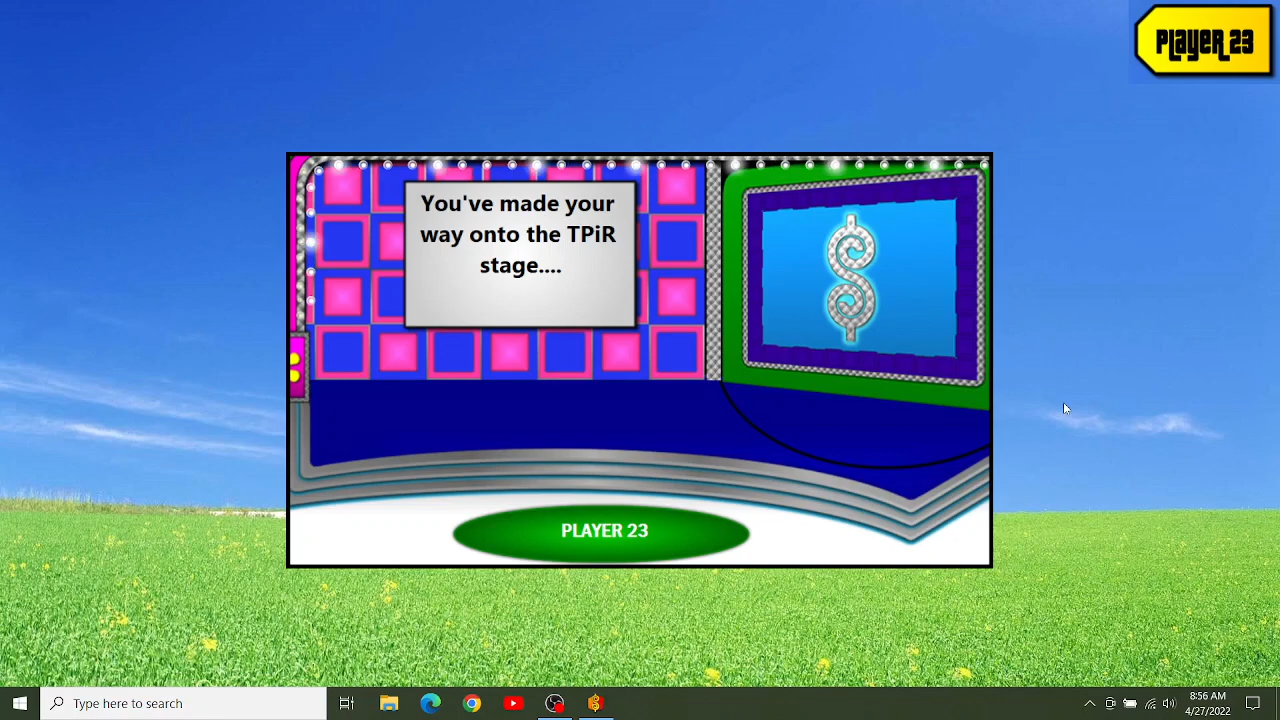 Player 23
You've made your
way onto the TPiR
stage....
PLAYER 23
Type here to search
8:56 AM
4/27/2022